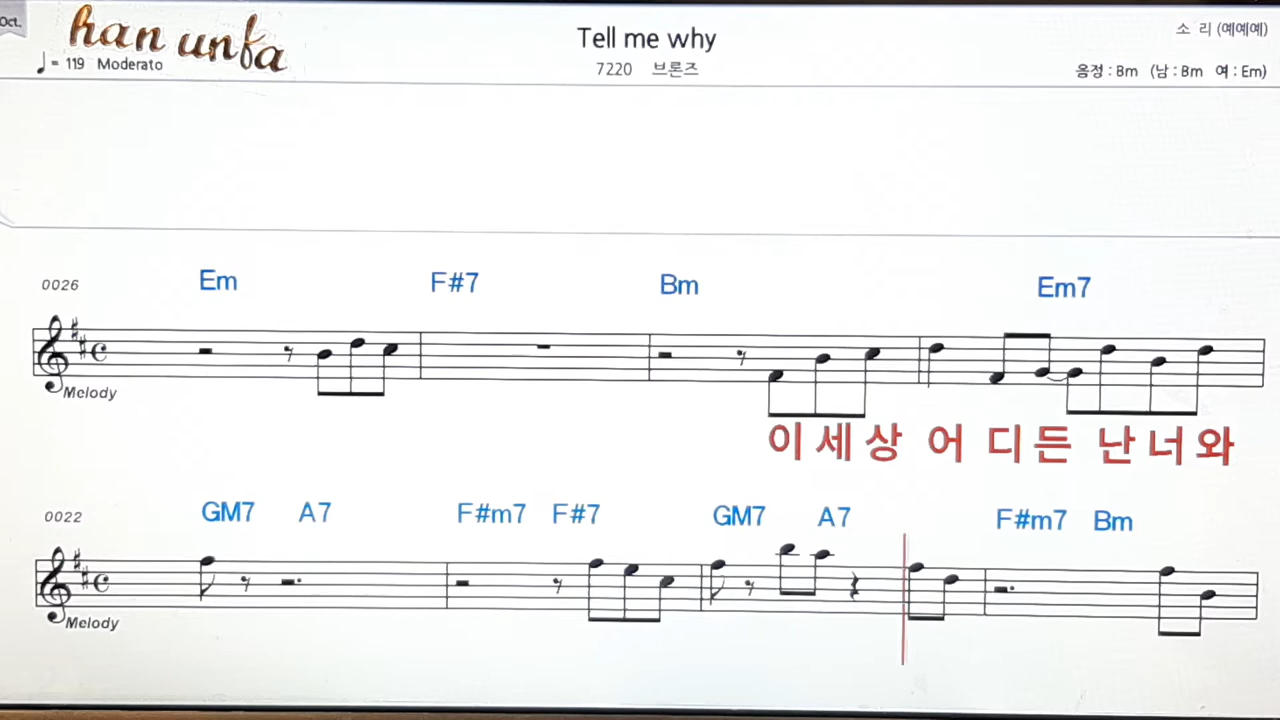 Oct.
han unfa
Tell me why
소 리 (예예예)
♩= 119 Moderato
7220 브론즈
음정 : Bm (남 : Bm 여 : Em)
0026 Em F#7 Bm Em7
Melody
이 세 상 어 디 든 난 너 와
0022 GM7 A7 F#m7 F#7 GM7 A7 F#m7 Bm
Melody